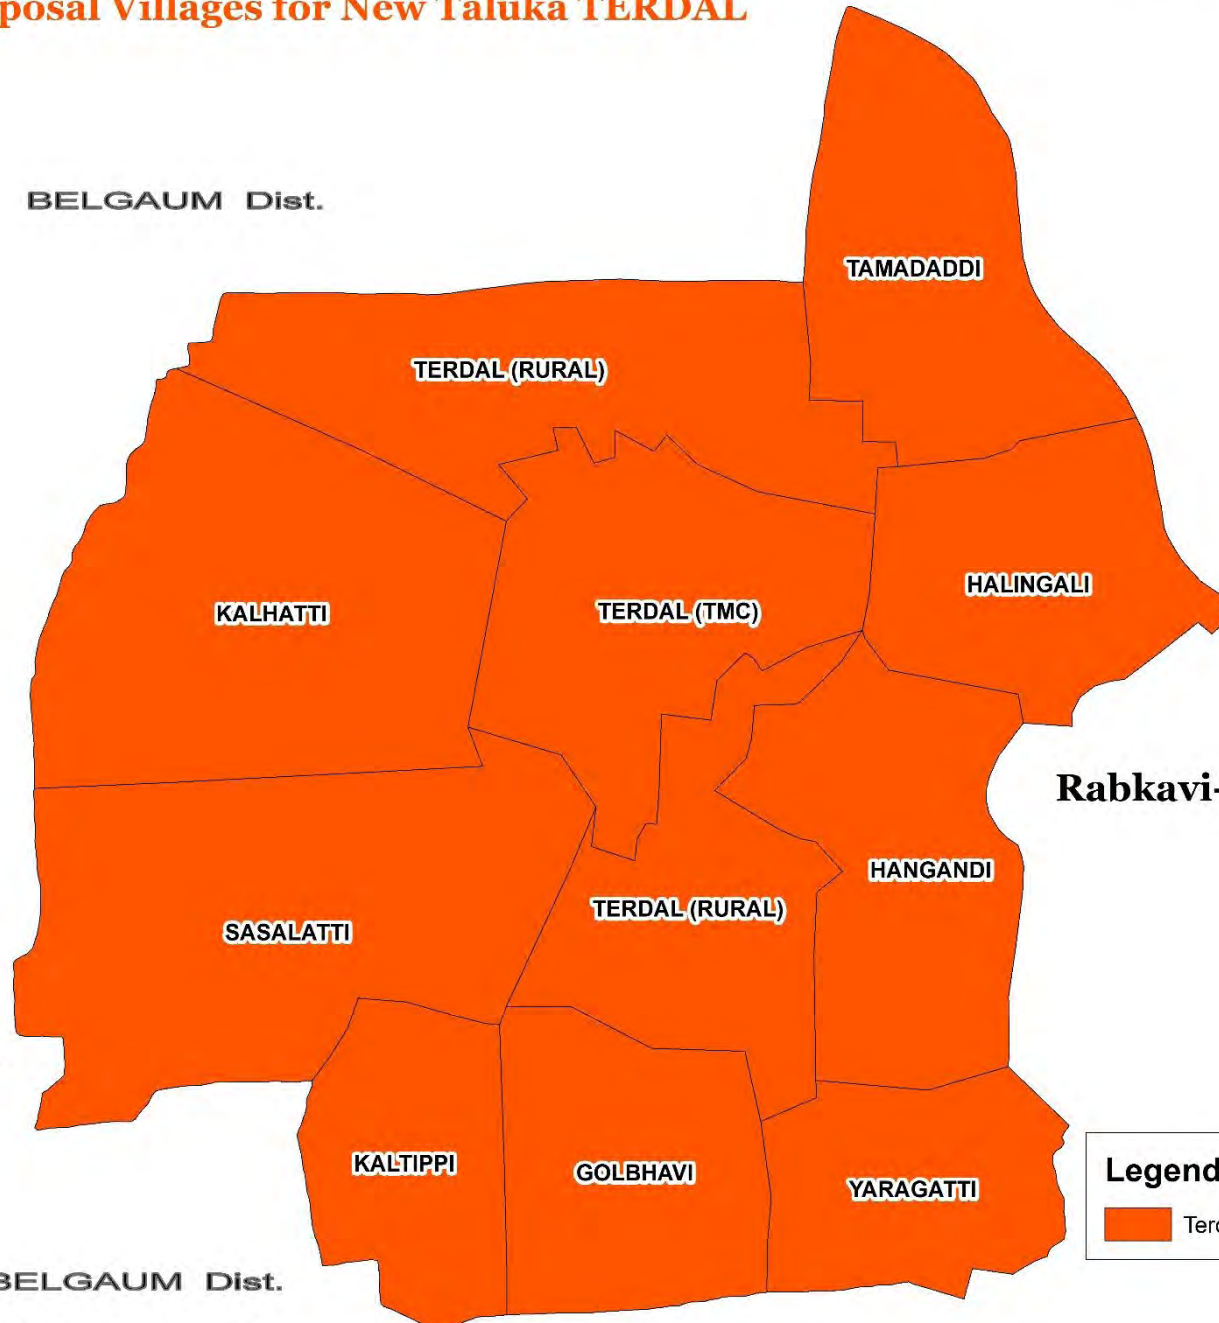 posal Villages for New Taluka TERDAL
BELGAUM Dist.
TAMADADDI
TERDAL (RURAL)
HALINGALI
KALHATTI
TERDAL (TMC)
Rabkavi-
HANGANDI
TERDAL (RURAL)
SASALATTI
KALTIPPI
GOLBHAVI
YARAGATTI
Legend
Terd
BELGAUM Dist.